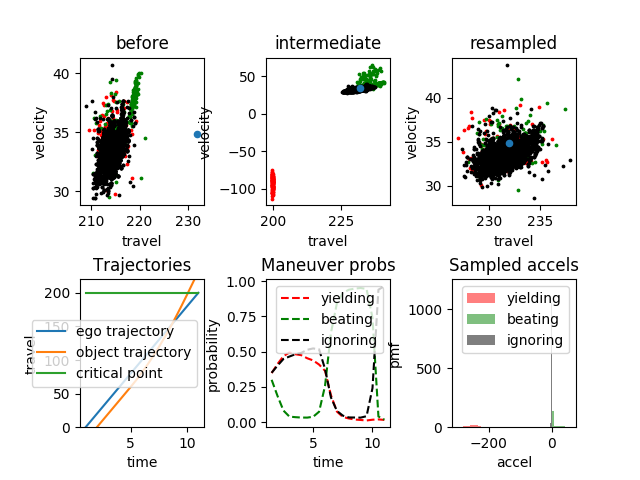 before
intermediate
resampled
velocity
40
35
30
210
220
230
travel
velocity
50
0
−50
−100
200
225
travel
velocity
45
40
35
30
230
235
travel
Trajectories
Maneuver probs
Sampled accels
travel
200
150
100
50
0
ego trajectory
object trajectory
critical point
5
10
time
probability
1.00
0.75
0.50
0.25
0.00
yielding
beating
ignoring
5
10
time
pmf
1000
500
0
yielding
beating
ignoring
−200
0
accel